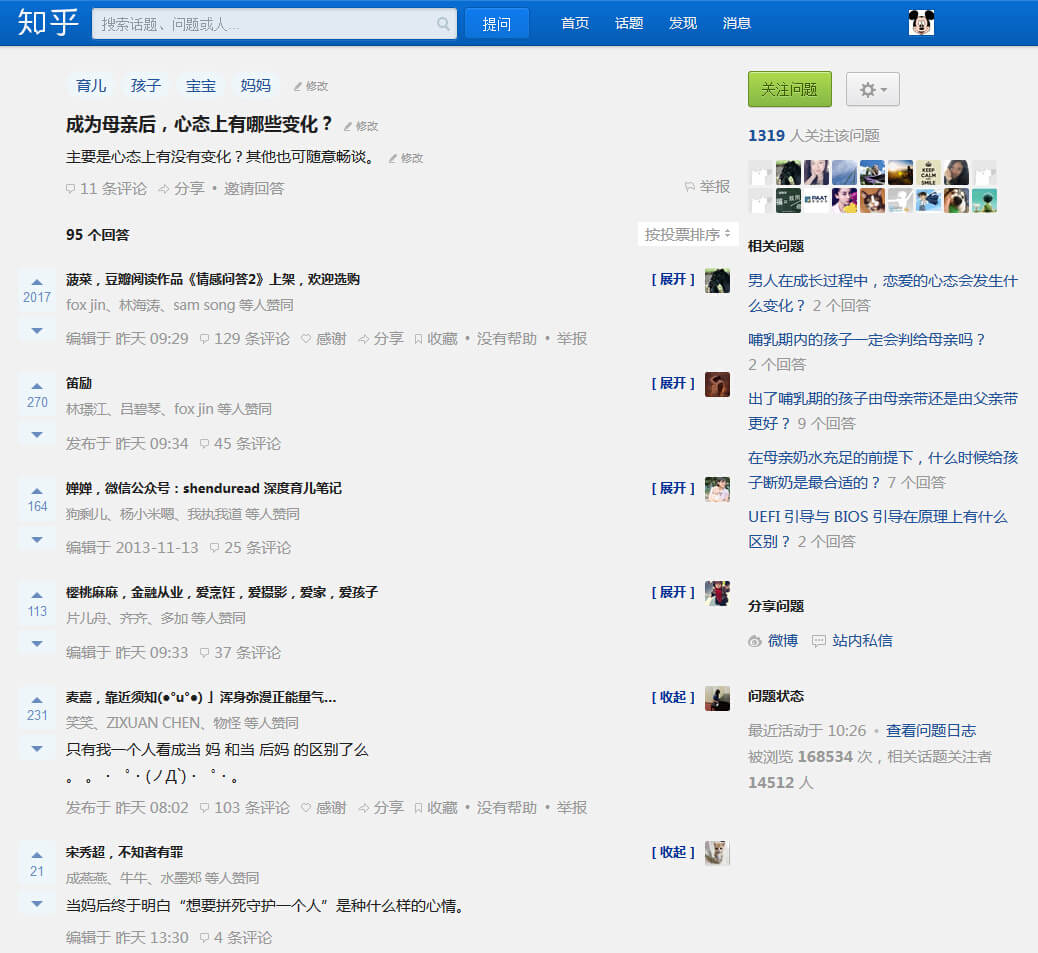 知乎 搜索话题、问题或人... 提问 首页 话题 发现 消息
育儿 孩子 宝宝 妈妈 修改
成为母亲后，心态上有哪些变化？ 修改
主要是心态上有没有变化？其他也可随意畅谈。 修改
11 条评论 分享 • 邀请回答 举报
95 个回答 按投票排序
2017
菠菜，豆瓣阅读作品《情感问答2》上架，欢迎选购 [ 展开 ]
fox jin、林海涛、sam song 等人赞同
编辑于 昨天 09:29 129 条评论 感谢 分享 收藏 • 没有帮助 • 举报
270
笛励 [ 展开 ]
林璟江、吕碧琴、fox jin 等人赞同
发布于 昨天 09:34 45 条评论
164
婵婵，微信公众号：shenduread 深度育儿笔记 [ 展开 ]
狗剩儿、杨小米嗯、我执我道 等人赞同
编辑于 2013-11-13 25 条评论
113
樱桃麻麻，金融从业，爱烹饪，爱摄影，爱家，爱孩子 [ 展开 ]
片儿舟、齐齐、多加 等人赞同
编辑于 昨天 09:33 37 条评论
231
麦嘉，靠近须知(●°u°●)​ 」浑身弥漫正能量气... [ 收起 ]
笑笑、ZIXUAN CHEN、物怪 等人赞同
只有我一个人看成当 妈 和当 后妈 的区别了么
。 。・゜・(ノД`)・゜・。
发布于 昨天 08:02 103 条评论 感谢 分享 收藏 • 没有帮助 • 举报
21
宋秀超，不知者有罪 [ 收起 ]
成燕燕、牛牛、水墨郑 等人赞同
当妈后终于明白“想要拼死守护一个人”是种什么样的心情。
编辑于 昨天 13:30 4 条评论
关注问题
1319 人关注该问题
KEEP
CALM
SMILE
相关问题
男人在成长过程中，恋爱的心态会发生什
么变化？ 2 个回答
哺乳期内的孩子一定会判给母亲吗？
2 个回答
出了哺乳期的孩子由母亲带还是由父亲带
更好？ 9 个回答
在母亲奶水充足的前提下，什么时候给孩
子断奶是最合适的？ 7 个回答
UEFI 引导与 BIOS 引导在原理上有什么
区别？ 2 个回答
分享问题
微博 站内私信
问题状态
最近活动于 10:26 • 查看问题日志
被浏览 168534 次，相关话题关注者
14512 人